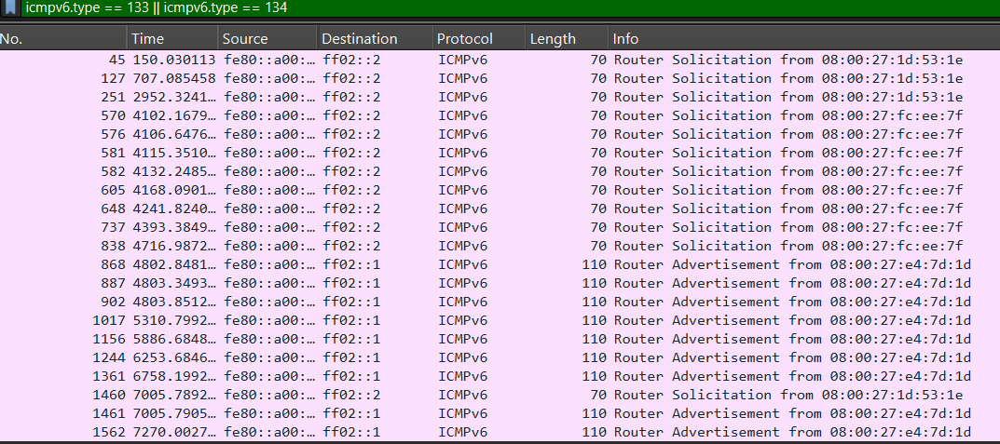 icmpv6.type == 133 || icmpv6.type == 134
No. Time Source Destination Protocol Length Info
45 150.030113 fe80::a00:… ff02::2 ICMPv6 70 Router Solicitation from 08:00:27:1d:53:1e
127 707.085458 fe80::a00:… ff02::2 ICMPv6 70 Router Solicitation from 08:00:27:1d:53:1e
251 2952.3241… fe80::a00:… ff02::2 ICMPv6 70 Router Solicitation from 08:00:27:1d:53:1e
570 4102.1679… fe80::a00:… ff02::2 ICMPv6 70 Router Solicitation from 08:00:27:fc:ee:7f
576 4106.6476… fe80::a00:… ff02::2 ICMPv6 70 Router Solicitation from 08:00:27:fc:ee:7f
581 4115.3510… fe80::a00:… ff02::2 ICMPv6 70 Router Solicitation from 08:00:27:fc:ee:7f
582 4132.2485… fe80::a00:… ff02::2 ICMPv6 70 Router Solicitation from 08:00:27:fc:ee:7f
605 4168.0901… fe80::a00:… ff02::2 ICMPv6 70 Router Solicitation from 08:00:27:fc:ee:7f
648 4241.8240… fe80::a00:… ff02::2 ICMPv6 70 Router Solicitation from 08:00:27:fc:ee:7f
737 4393.3849… fe80::a00:… ff02::2 ICMPv6 70 Router Solicitation from 08:00:27:fc:ee:7f
838 4716.9872… fe80::a00:… ff02::2 ICMPv6 70 Router Solicitation from 08:00:27:fc:ee:7f
868 4802.8481… fe80::a00:… ff02::1 ICMPv6 110 Router Advertisement from 08:00:27:e4:7d:1d
887 4803.3493… fe80::a00:… ff02::1 ICMPv6 110 Router Advertisement from 08:00:27:e4:7d:1d
902 4803.8512… fe80::a00:… ff02::1 ICMPv6 110 Router Advertisement from 08:00:27:e4:7d:1d
1017 5310.7992… fe80::a00:… ff02::1 ICMPv6 110 Router Advertisement from 08:00:27:e4:7d:1d
1156 5886.6848… fe80::a00:… ff02::1 ICMPv6 110 Router Advertisement from 08:00:27:e4:7d:1d
1244 6253.6846… fe80::a00:… ff02::1 ICMPv6 110 Router Advertisement from 08:00:27:e4:7d:1d
1361 6758.1992… fe80::a00:… ff02::1 ICMPv6 110 Router Advertisement from 08:00:27:e4:7d:1d
1460 7005.7892… fe80::a00:… ff02::2 ICMPv6 70 Router Solicitation from 08:00:27:1d:53:1e
1461 7005.7905… fe80::a00:… ff02::1 ICMPv6 110 Router Advertisement from 08:00:27:e4:7d:1d
1562 7270.0027… fe80::a00:… ff02::1 ICMPv6 110 Router Advertisement from 08:00:27:e4:7d:1d